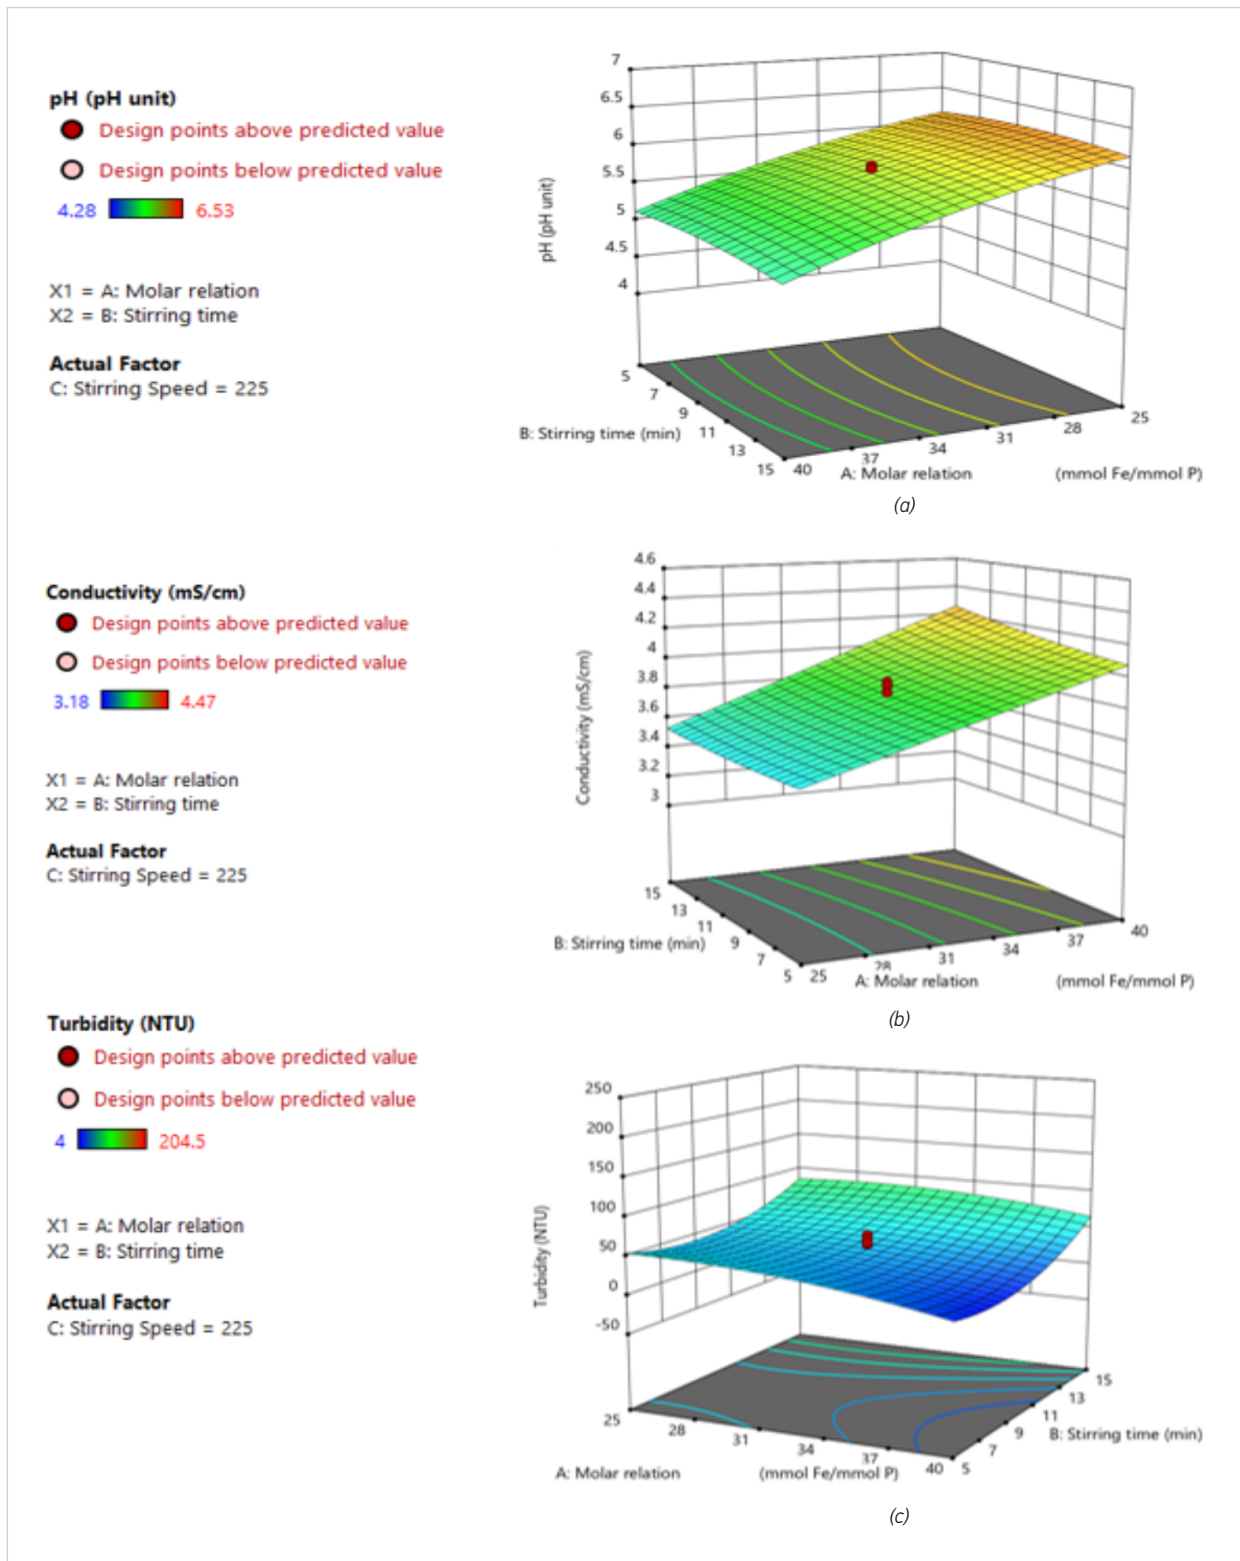 pH (pH unit)
Design points above predicted value
Design points below predicted value
4.28 6.53
X1 = A: Molar relation
X2 = B: Stirring time
Actual Factor
C: Stirring Speed = 225
7
6.5
6
5.5
5
4.5
4
pH (pH unit)
5
7
9
11
13
15
B: Stirring time (min)
40
37
34
31
28
25
A: Molar relation (mmol Fe/mmol P)
(a)
Conductivity (mS/cm)
Design points above predicted value
Design points below predicted value
3.18 4.47
X1 = A: Molar relation
X2 = B: Stirring time
Actual Factor
C: Stirring Speed = 225
4.6
4.4
4.2
4
3.8
3.6
3.4
3.2
3
Conductivity (mS/cm)
15
13
11
9
7
5
B: Stirring time (min)
25
28
31
34
37
40
A: Molar relation (mmol Fe/mmol P)
(b)
Turbidity (NTU)
Design points above predicted value
Design points below predicted value
4 204.5
X1 = A: Molar relation
X2 = B: Stirring time
Actual Factor
C: Stirring Speed = 225
250
200
150
100
50
0
-50
Turbidity (NTU)
25
28
31
34
37
40
A: Molar relation (mmol Fe/mmol P)
5
7
9
11
13
15
B: Stirring time (min)
(c)